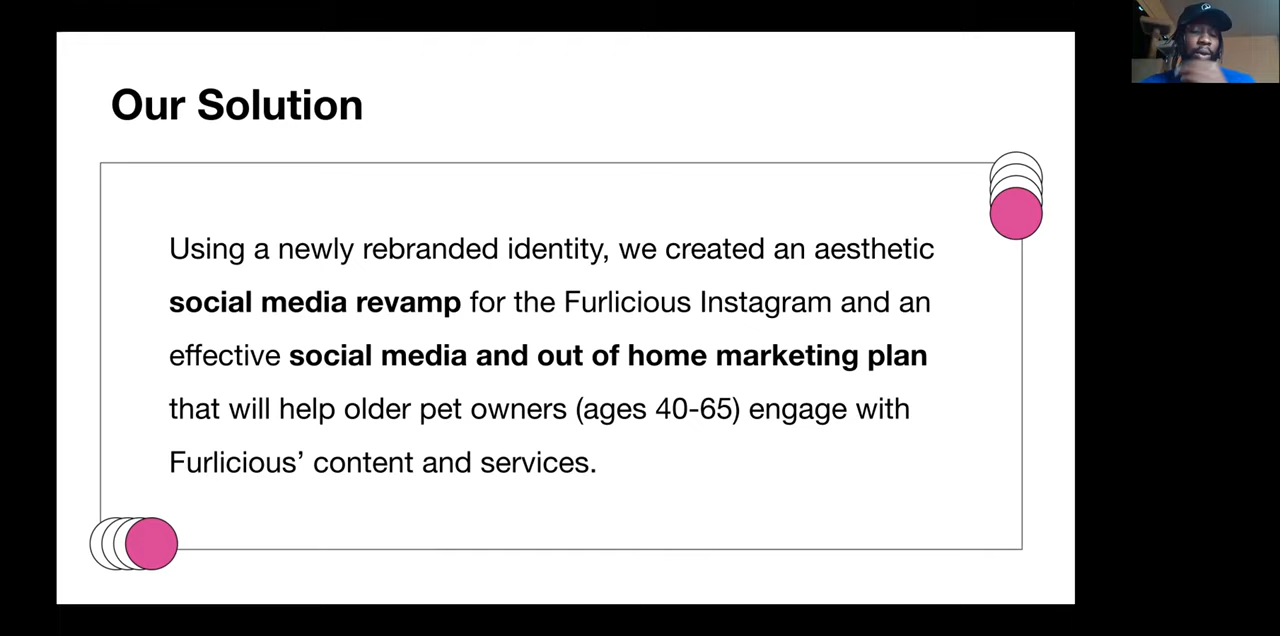 Our Solution
Using a newly rebranded identity, we created an aesthetic
social media revamp for the Furlicious Instagram and an
effective social media and out of home marketing plan
that will help older pet owners (ages 40-65) engage with
Furlicious’ content and services.